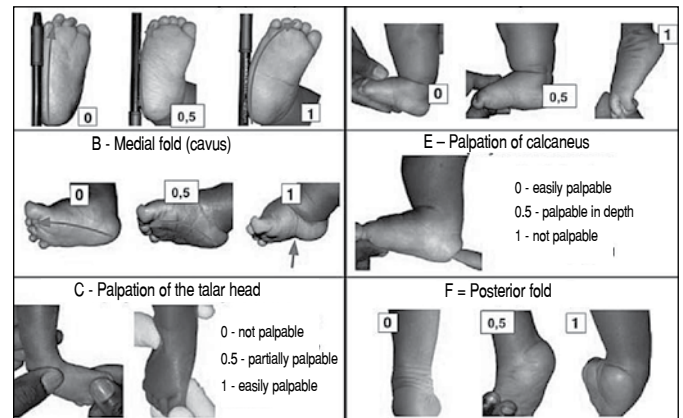 0
0,5
1
0
0,5
1
B - Medial fold (cavus)
0
0,5
1
E – Palpation of calcaneus
0 - easily palpable
0.5 - palpable in depth
1 - not palpable
C - Palpation of the talar head
0 - not palpable
0.5 - partially palpable
1 - easily palpable
F = Posterior fold
0
0,5
1